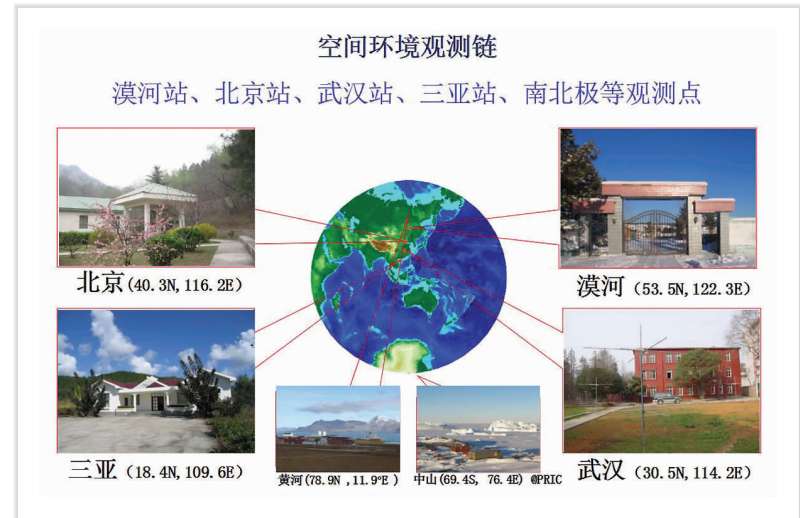 空间环境观测链
漠河站、北京站、武汉站、三亚站、南北极等观测点
北京(40.3N,116.2E)
漠河（53.5N,122.3E）
三亚（18.4N,109.6E）
黄河(78.9N ,11.9°E )
中山(69.4S, 76.4E) @PRIC
武汉（30.5N,114.2E）